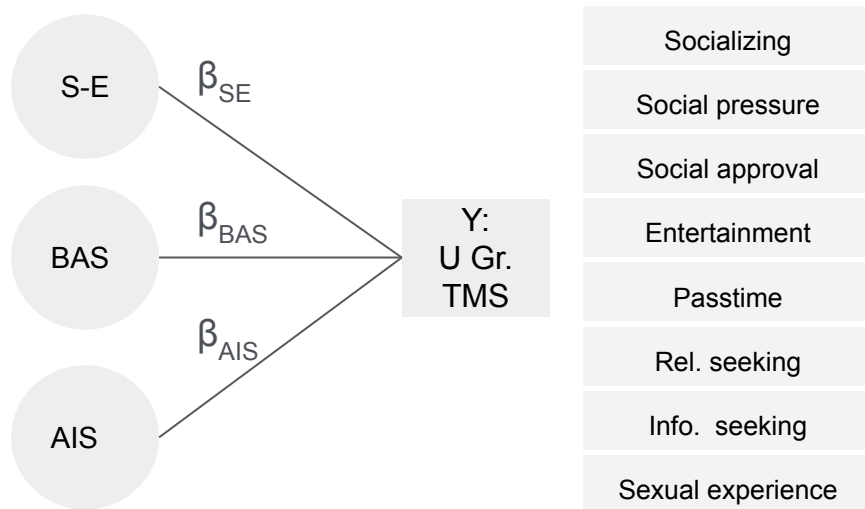 S-E
β_SE
BAS
β_BAS
AIS
β_AIS
Y:
U Gr.
TMS
Socializing
Social pressure
Social approval
Entertainment
Passtime
Rel. seeking
Info.  seeking
Sexual experience